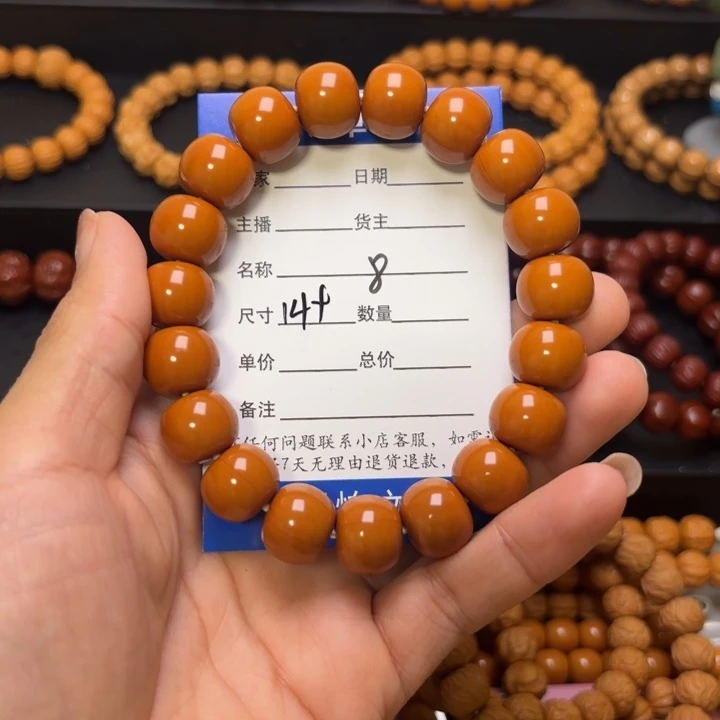 家 日期
主播 货主
名称 8
尺寸 14+ 数量
单价 总价
备注
任何问题联系小店客服，如需
7天无理由退货退款，